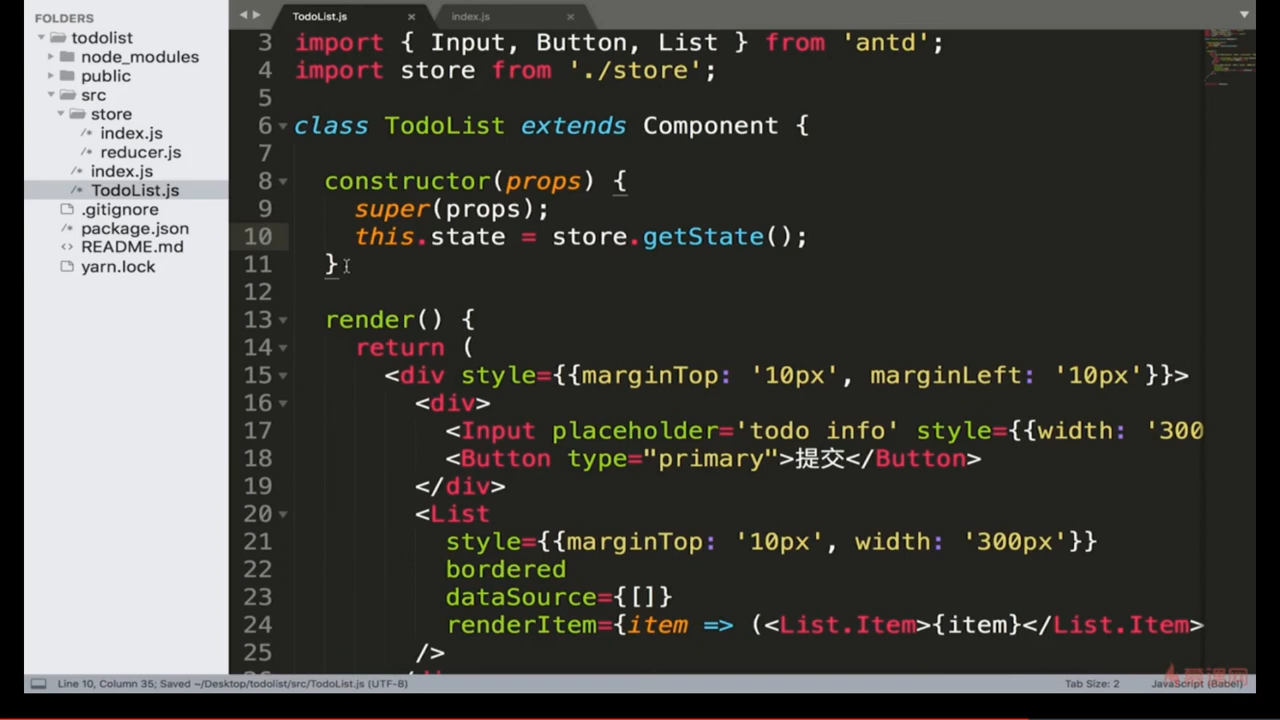 FOLDERS
todolist
node_modules
public
src
store
index.js
reducer.js
index.js
TodoList.js
.gitignore
package.json
README.md
yarn.lock
TodoList.js
index.js
3 import { Input, Button, List } from 'antd';
4 import store from './store';
5
6 class TodoList extends Component {
7
8 constructor(props) {
9 super(props);
10 this.state = store.getState();
11 }
12
13 render() {
14 return (
15 <div style={{marginTop: '10px', marginLeft: '10px'}}>
16 <div>
17 <Input placeholder='todo info' style={{width: '300
18 <Button type="primary">提交</Button>
19 </div>
20 <List
21 style={{marginTop: '10px', width: '300px'}}
22 bordered
23 dataSource={[]}
24 renderItem={item => (<List.Item>{item}</List.Item>
25 />
26 </div>
Line 10, Column 35; Saved ~/Desktop/todolist/src/TodoList.js (UTF-8)
Tab Size: 2
JavaScript (Babel)
慕课网